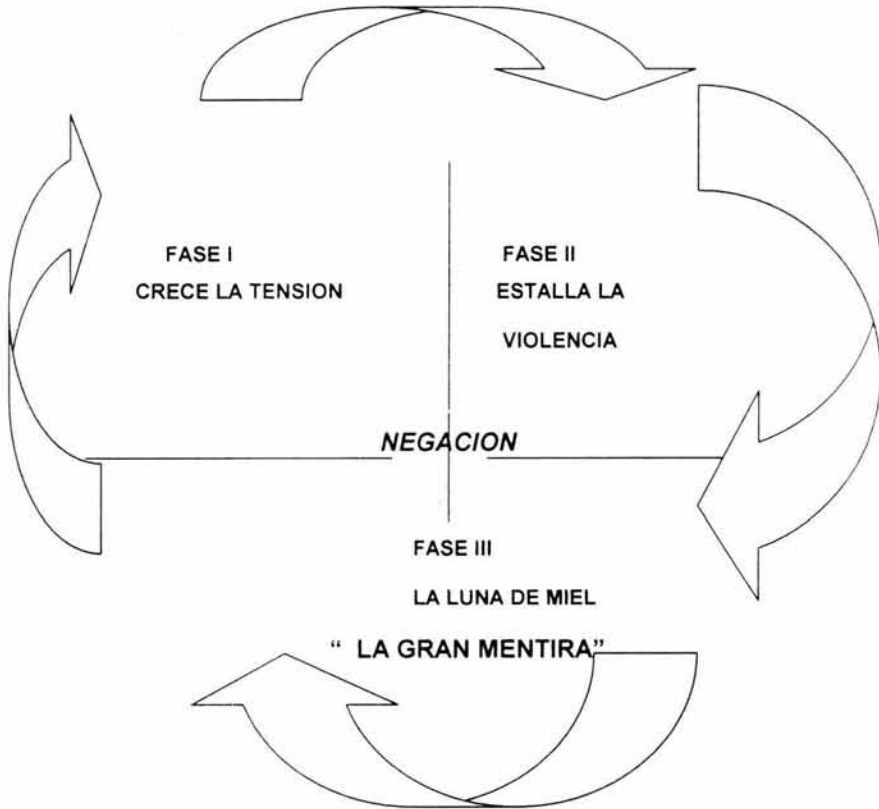 FASE I
CRECE LA TENSION
FASE II
ESTALLA LA
VIOLENCIA
NEGACION
FASE III
LA LUNA DE MIEL
“ LA GRAN MENTIRA”